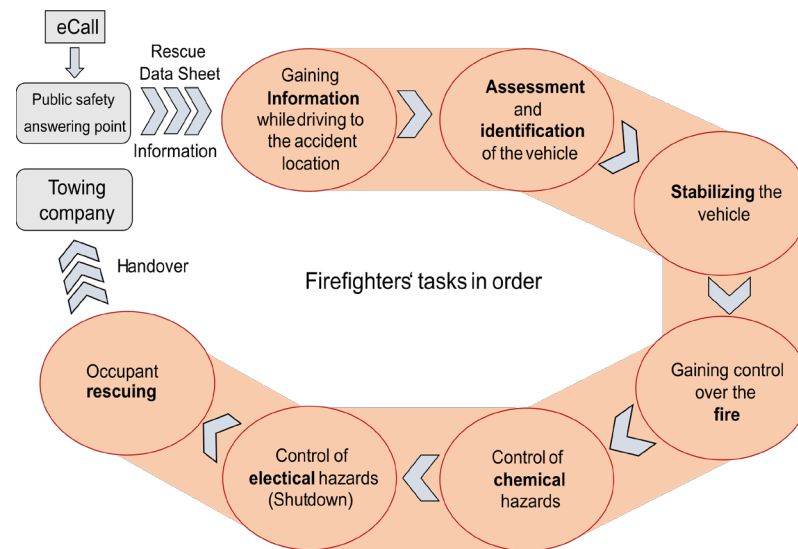 eCall
Public safety
answering point
Rescue
Data Sheet
Information
Gaining
Information
while driving to
the accident
location
Assessment
and
identification
of the vehicle
Stabilizing the
vehicle
Gaining control
over the
fire
Control of
chemical
hazards
Control of
electical hazards
(Shutdown)
Occupant
rescuing
Handover
Towing
company
Firefighters‘ tasks in order